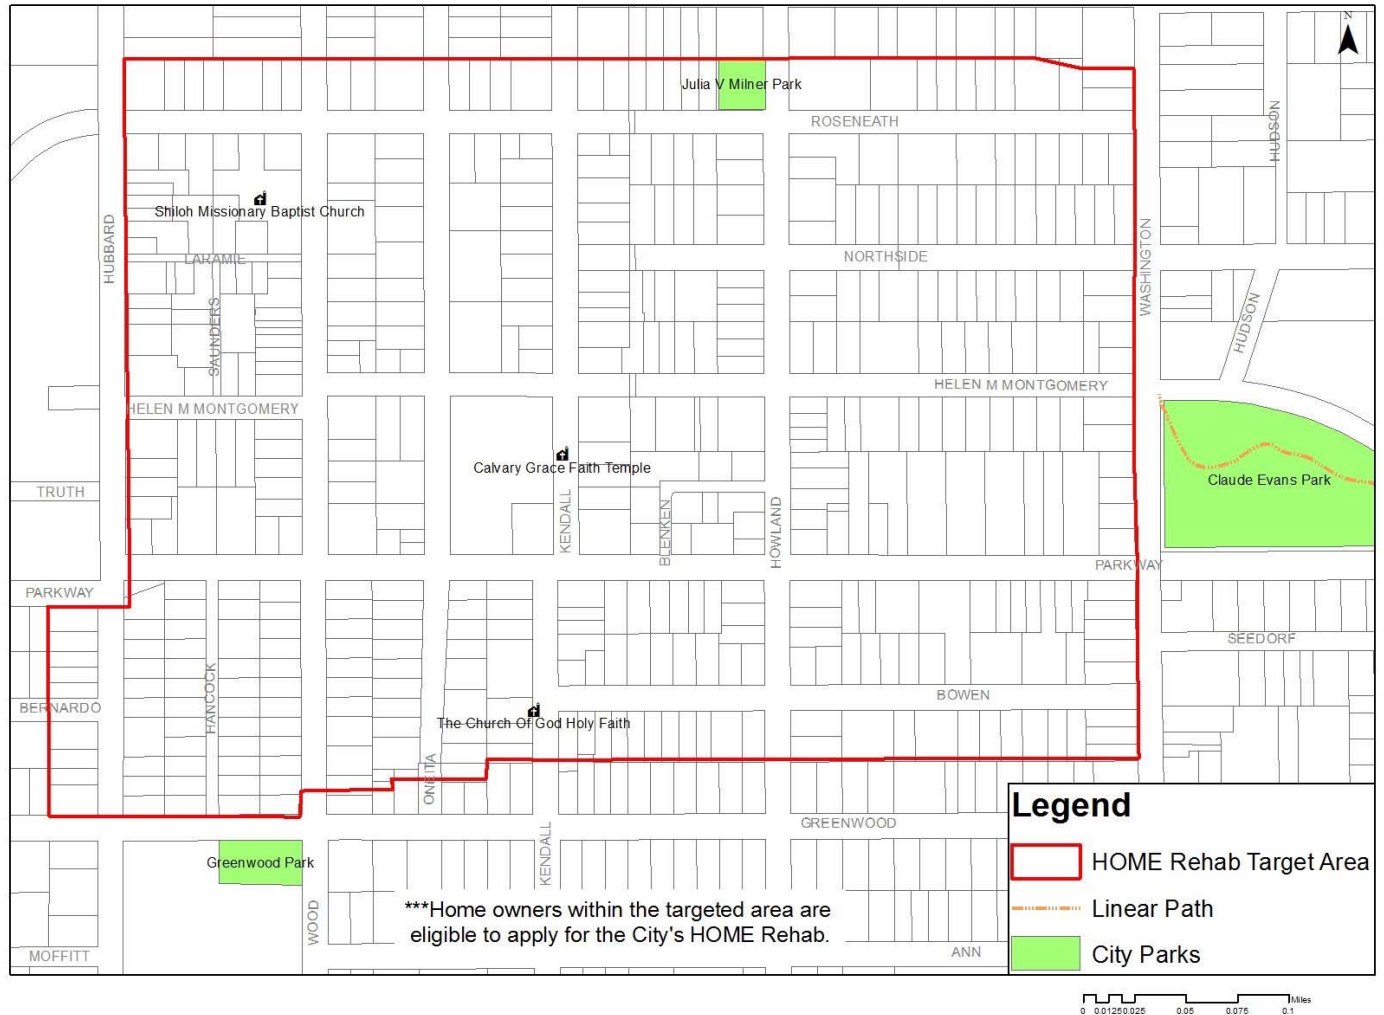 N
Julia V Milner Park
ROSENEATH
HUDSON
Shiloh Missionary Baptist Church
HUBBARD
LARAMIE
NORTHSIDE
WASHINGTON
SAUNDERS
HUDSON
HELEN M MONTGOMERY
HELEN M MONTGOMERY
Calvary Grace Faith Temple
Claude Evans Park
TRUTH
KENDALL
BLENKEN
HOWLAND
PARKWAY
PARKWAY
SEEDORF
HANCOCK
BERNARDO
BOWEN
The Church Of God Holy Faith
ONEITA
GREENWOOD
KENDALL
Greenwood Park
WOOD
MOFFITT
ANN
***Home owners within the targeted area are
eligible to apply for the City's HOME Rehab.
Legend
HOME Rehab Target Area
Linear Path
City Parks
Miles
0 0.0125 0.025 0.05 0.075 0.1